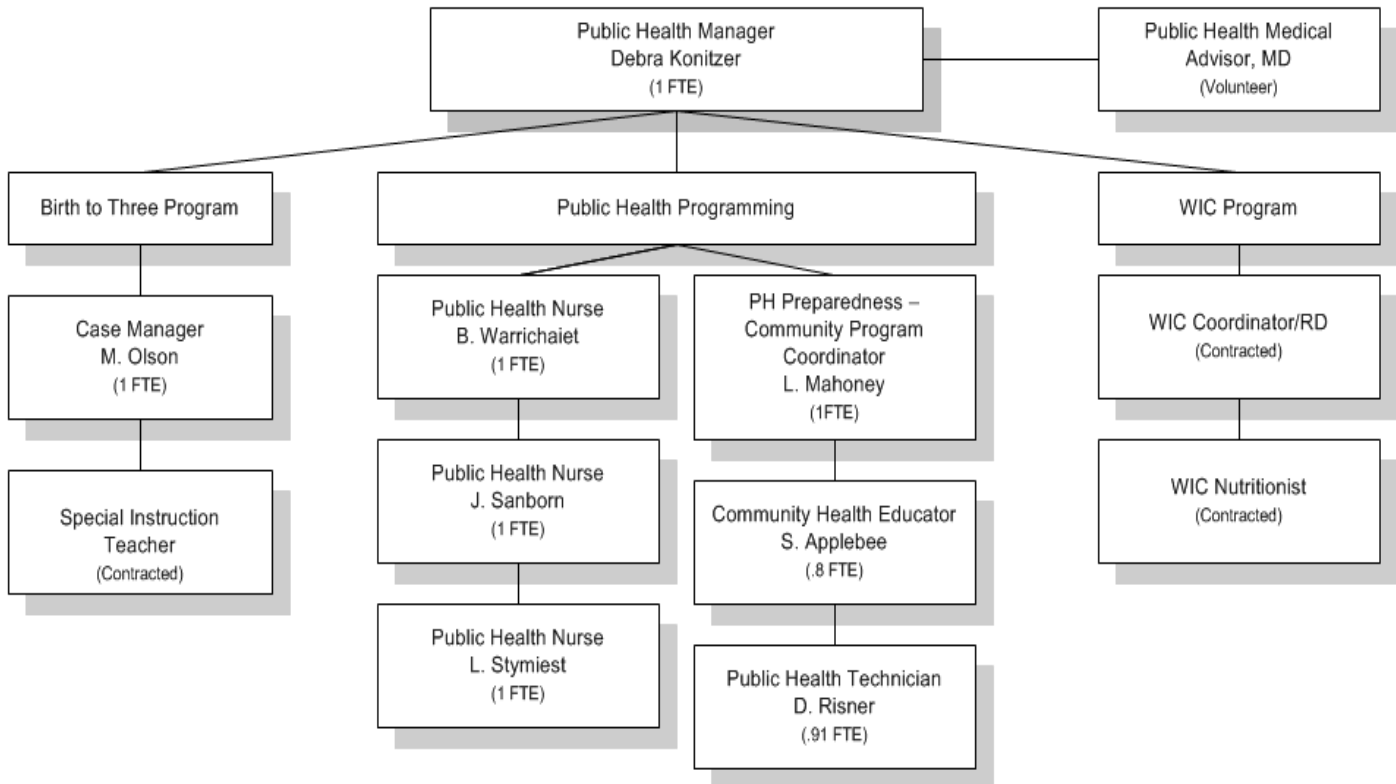 Public Health Manager
Debra Konitzer
(1 FTE)
Public Health Medical
Advisor, MD
(Volunteer)
Birth to Three Program
Public Health Programming
WIC Program
Case Manager
M. Olson
(1 FTE)
Special Instruction
Teacher
(Contracted)
Public Health Nurse
B. Warrichaiet
(1 FTE)
Public Health Nurse
J. Sanborn
(1 FTE)
Public Health Nurse
L. Stymiest
(1 FTE)
PH Preparedness –
Community Program
Coordinator
L. Mahoney
(1FTE)
Community Health Educator
S. Applebee
(.8 FTE)
Public Health Technician
D. Risner
(.91 FTE)
WIC Coordinator/RD
(Contracted)
WIC Nutritionist
(Contracted)